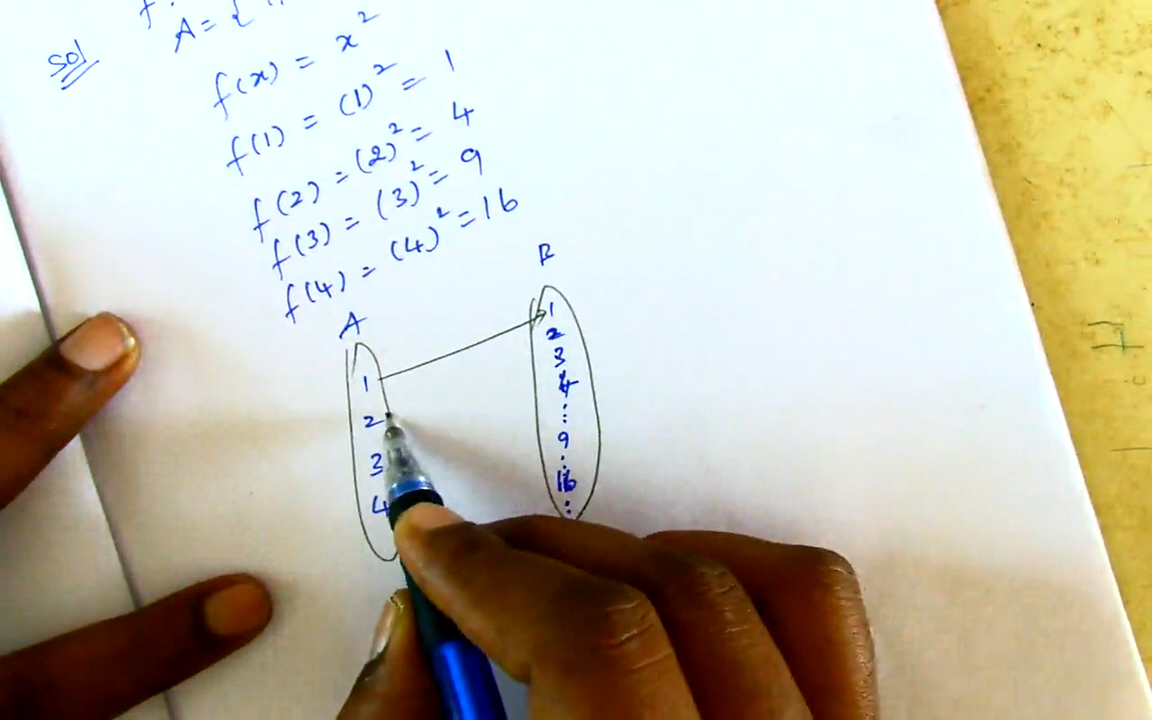 A = {
Sol
f(x) = x²
f(1) = (1)² = 1
f(2) = (2)² = 4
f(3) = (3)² = 9
f(4) = (4)² = 16
A
B
1
2
3
4
1
2
3
4
⋮
9
⋮
16
⋮